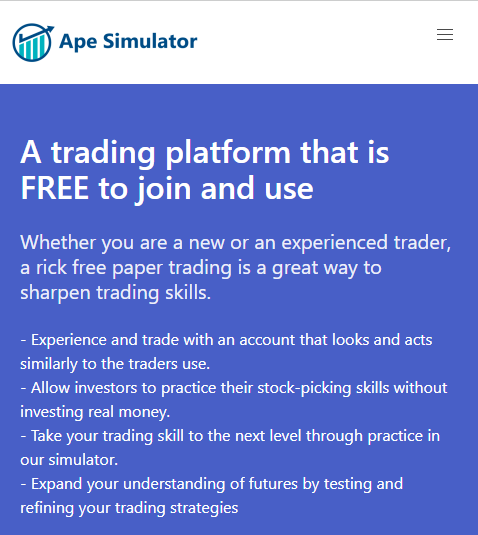 Ape Simulator
A trading platform that is
FREE to join and use
Whether you are a new or an experienced trader,
a rick free paper trading is a great way to
sharpen trading skills.
- Experience and trade with an account that looks and acts
similarly to the traders use.
- Allow investors to practice their stock-picking skills without
investing real money.
- Take your trading skill to the next level through practice in
our simulator.
- Expand your understanding of futures by testing and
refining your trading strategies